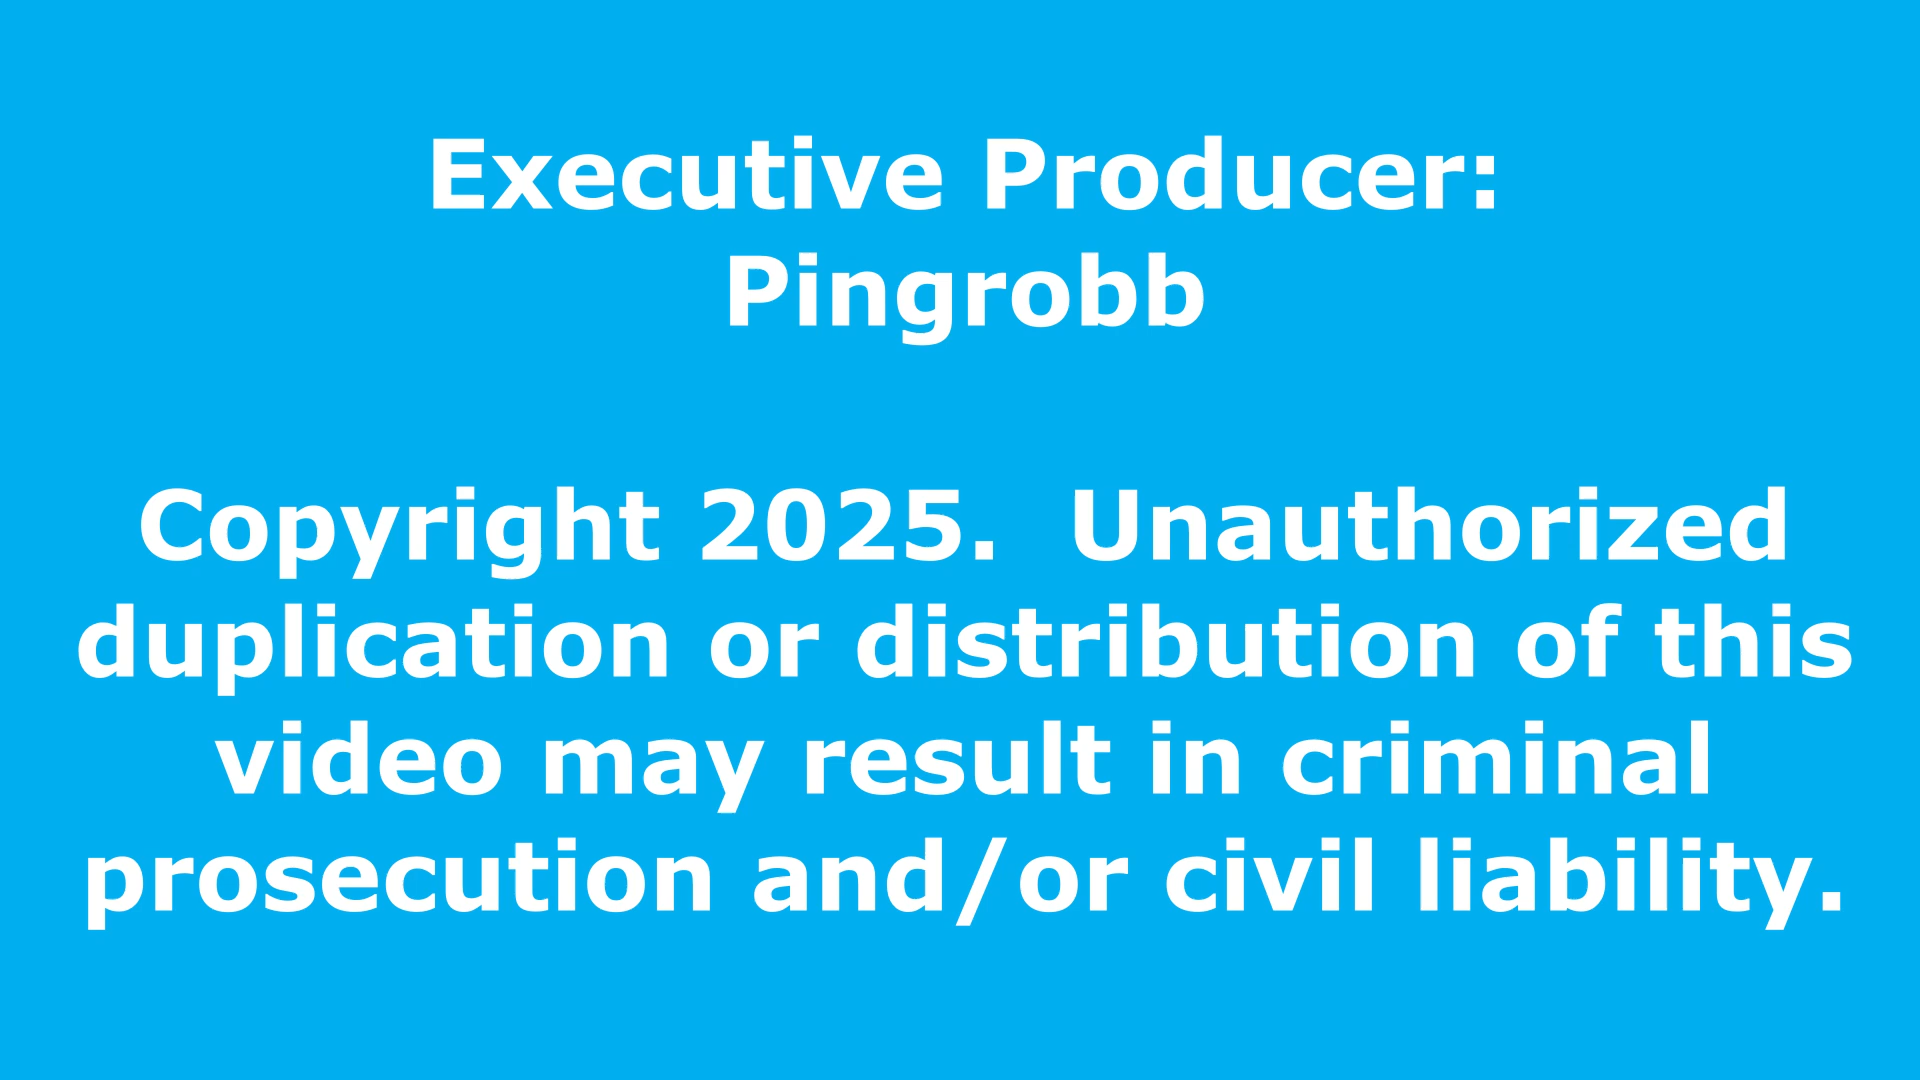 Executive Producer:
Pingrobb
Copyright 2025.  Unauthorized
duplication or distribution of this
video may result in criminal
prosecution and/or civil liability.